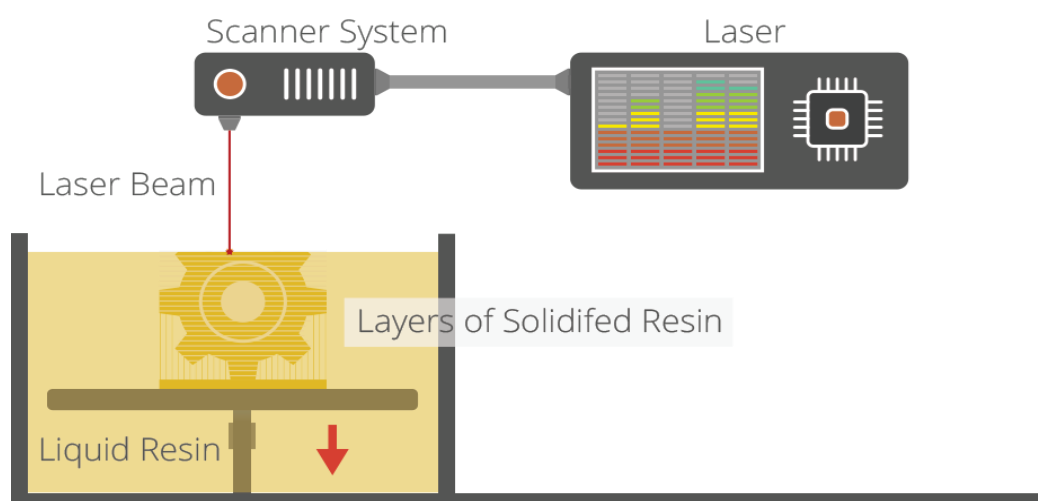 Scanner System
Laser
Laser Beam
Layers of Solidifed Resin
Liquid Resin